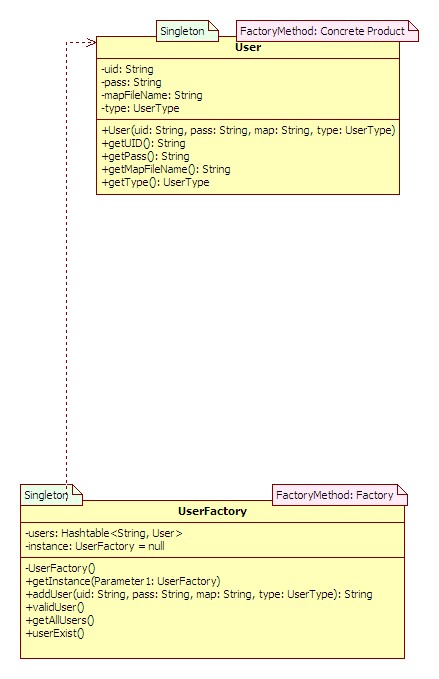 Singleton
FactoryMethod: Concrete Product
User
-uid: String
-pass: String
-mapFileName: String
-type: UserType
+User(uid: String, pass: String, map: String, type: UserType)
+getUID(): String
+getPass(): String
+getMapFileName(): String
+getType(): UserType
Singleton
FactoryMethod: Factory
UserFactory
-users: Hashtable<String, User>
-instance: UserFactory = null
-UserFactory()
+getInstance(Parameter1: UserFactory)
+addUser(uid: String, pass: String, map: String, type: UserType): String
+validUser()
+getAllUsers()
+userExist()